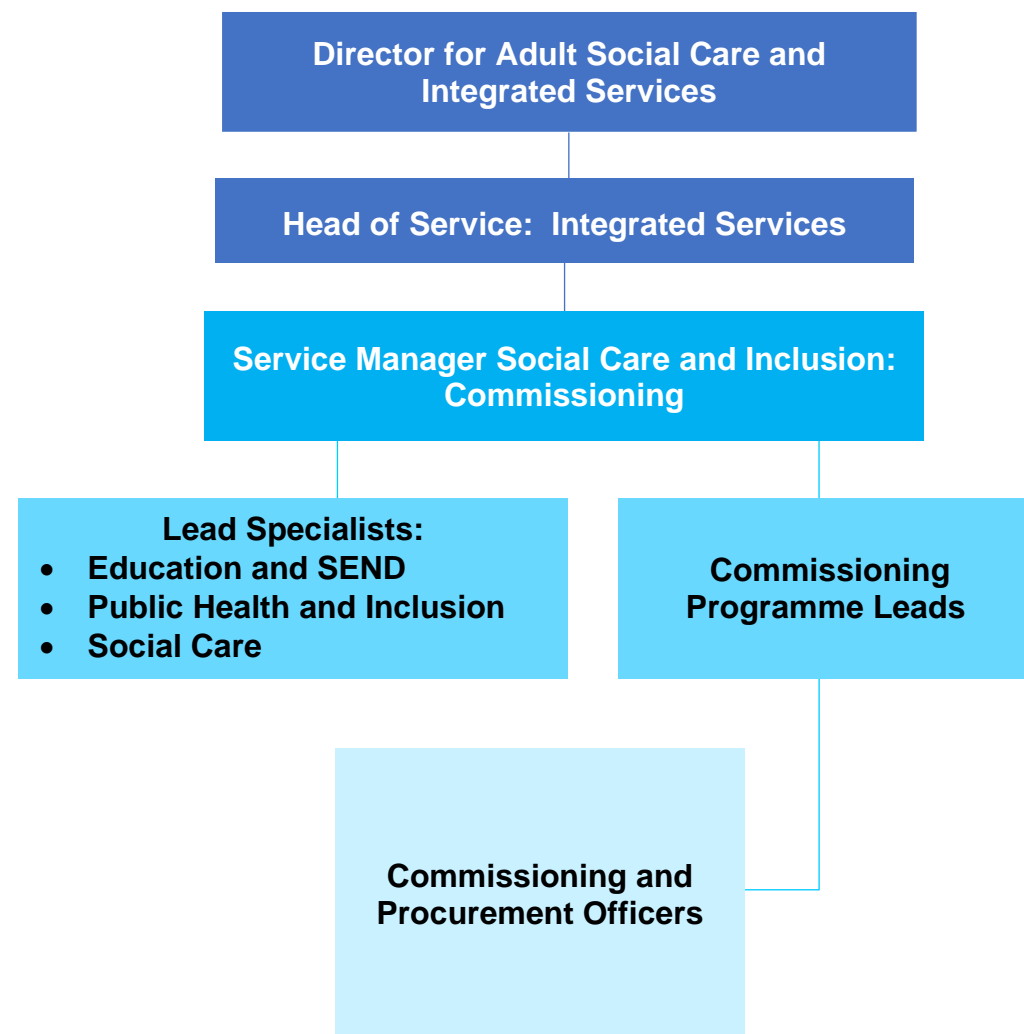 Director for Adult Social Care and
Integrated Services
Head of Service:  Integrated Services
Service Manager Social Care and Inclusion:
Commissioning
Lead Specialists:
• Education and SEND
• Public Health and Inclusion
• Social Care
Commissioning
Programme Leads
Commissioning and
Procurement Officers